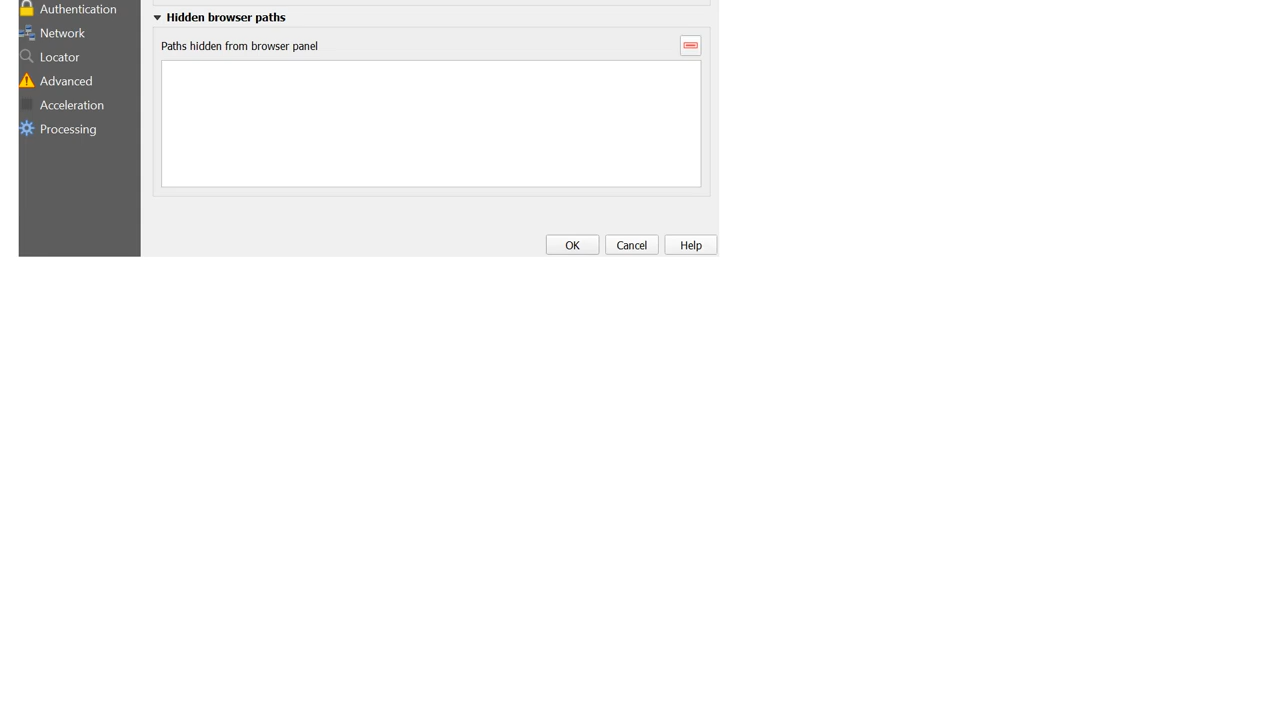 Authentication
Network
Locator
Advanced
Acceleration
Processing
Hidden browser paths
Paths hidden from browser panel
OK
Cancel
Help